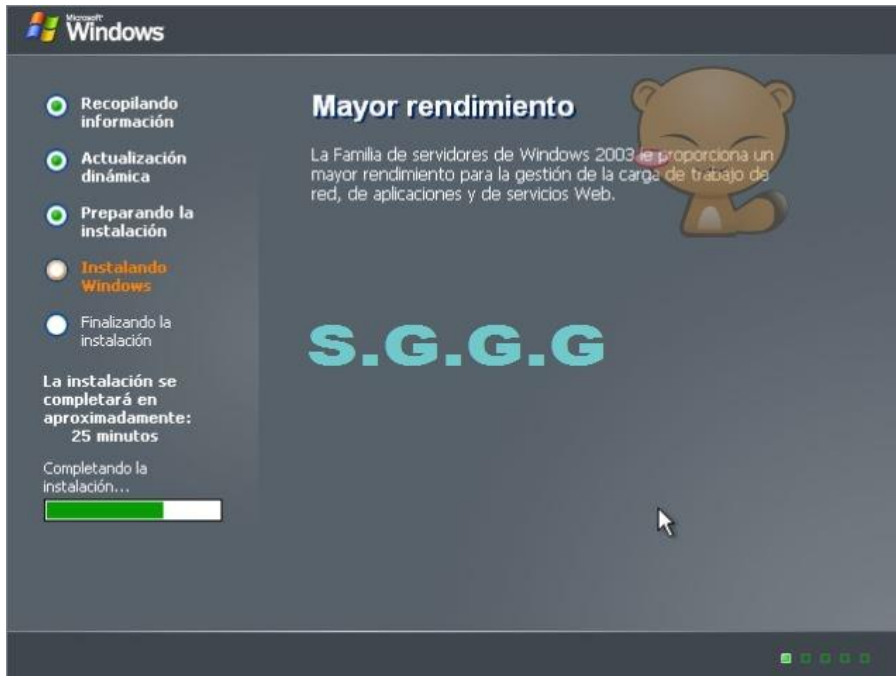 Microsoft
Windows
Recopilando
información
Actualización
dinámica
Preparando la
instalación
Instalando
Windows
Finalizando la
instalación
La instalación se
completará en
aproximadamente:
25 minutos
Completando la
instalación...
Mayor rendimiento
La Familia de servidores de Windows 2003 le proporciona un
mayor rendimiento para la gestión de la carga de trabajo de
red, de aplicaciones y de servicios Web.
S.G.G.G